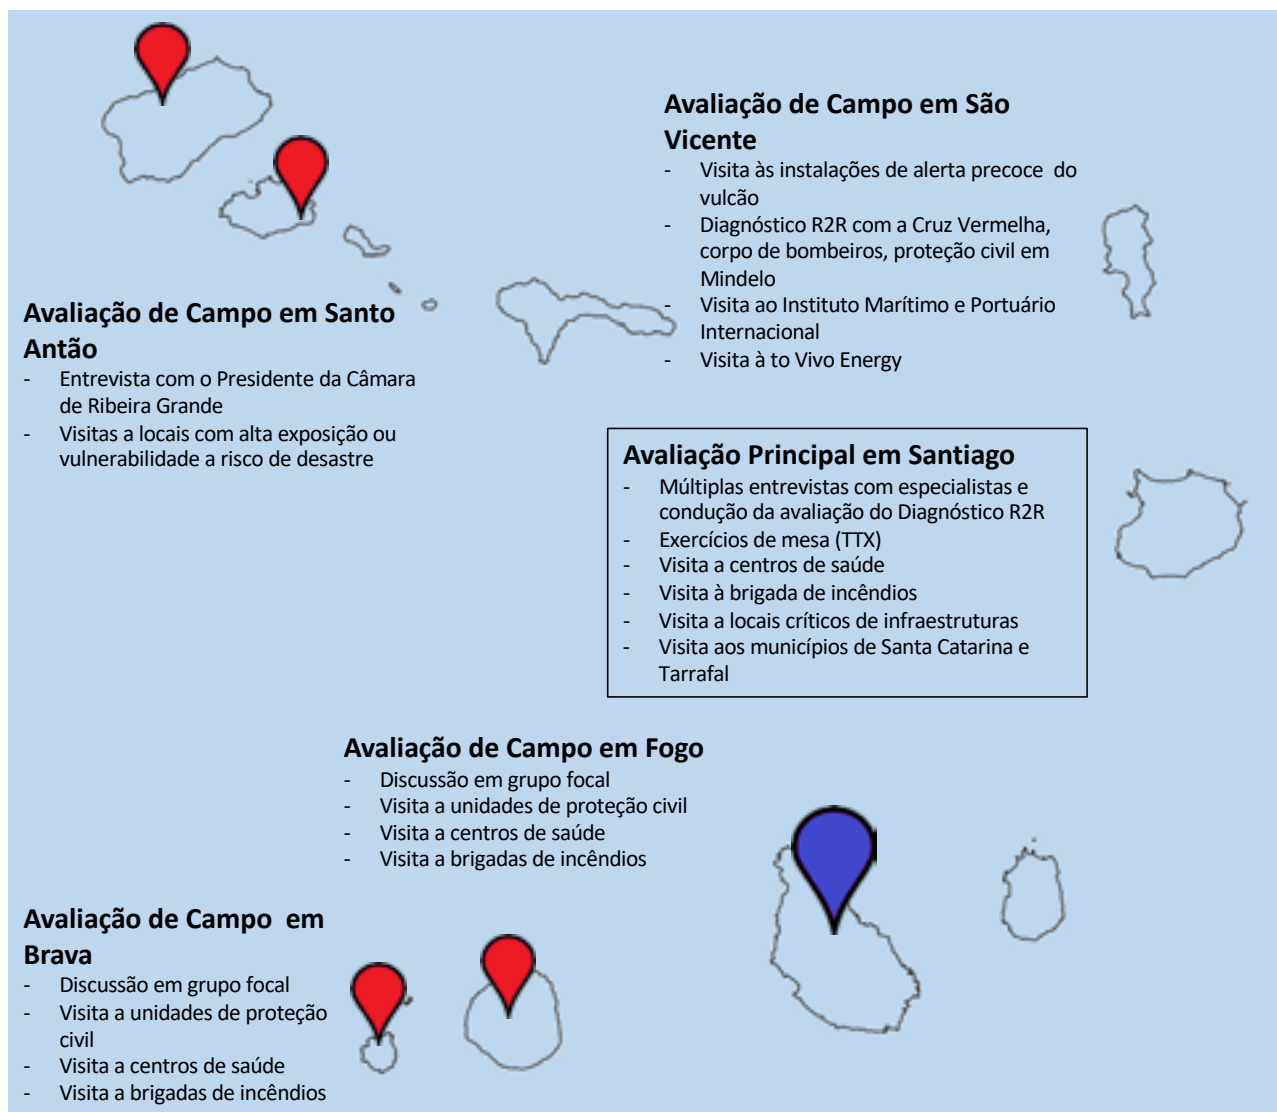 Avaliação de Campo em São
Vicente
- Visita às instalações de alerta precoce do
vulcão
- Diagnóstico R2R com a Cruz Vermelha,
corpo de bombeiros, proteção civil em
Mindelo
- Visita ao Instituto Marítimo e Portuário
Internacional
- Visita à to Vivo Energy
Avaliação de Campo em Santo
Antão
- Entrevista com o Presidente da Câmara
de Ribeira Grande
- Visitas a locais com alta exposição ou
vulnerabilidade a risco de desastre
Avaliação Principal em Santiago
- Múltiplas entrevistas com especialistas e
condução da avaliação do Diagnóstico R2R
- Exercícios de mesa (TTX)
- Visita a centros de saúde
- Visita à brigada de incêndios
- Visita a locais críticos de infraestruturas
- Visita aos municípios de Santa Catarina e
Tarrafal
Avaliação de Campo em Fogo
- Discussão em grupo focal
- Visita a unidades de proteção civil
- Visita a centros de saúde
- Visita a brigadas de incêndios
Avaliação de Campo em
Brava
- Discussão em grupo focal
- Visita a unidades de proteção
civil
- Visita a centros de saúde
- Visita a brigadas de incêndios